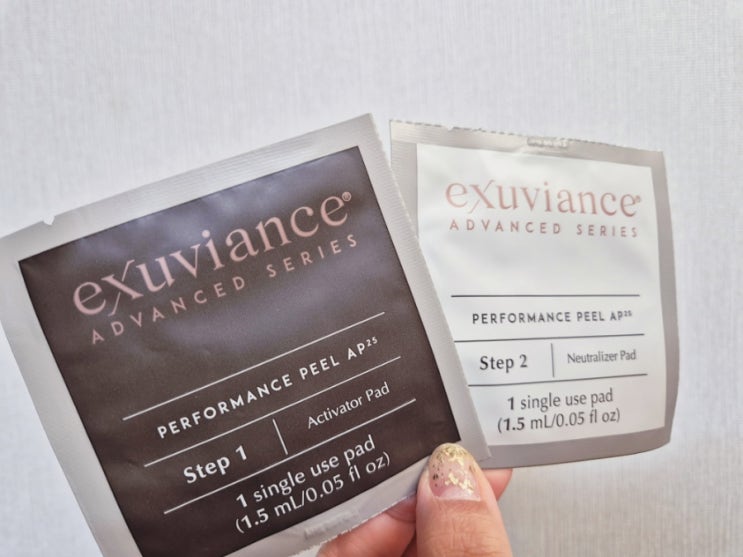 exuviance®
ADVANCED SERIES
PERFORMANCE PEEL AP²⁵
Step 1 | Activator Pad
1 single use pad
(1.5 mL/0.05 fl oz)
exuviance®
ADVANCED SERIES
PERFORMANCE PEEL AP²⁵
Step 2 | Neutralizer Pad
1 single use pad
(1.5 mL/0.05 fl oz)